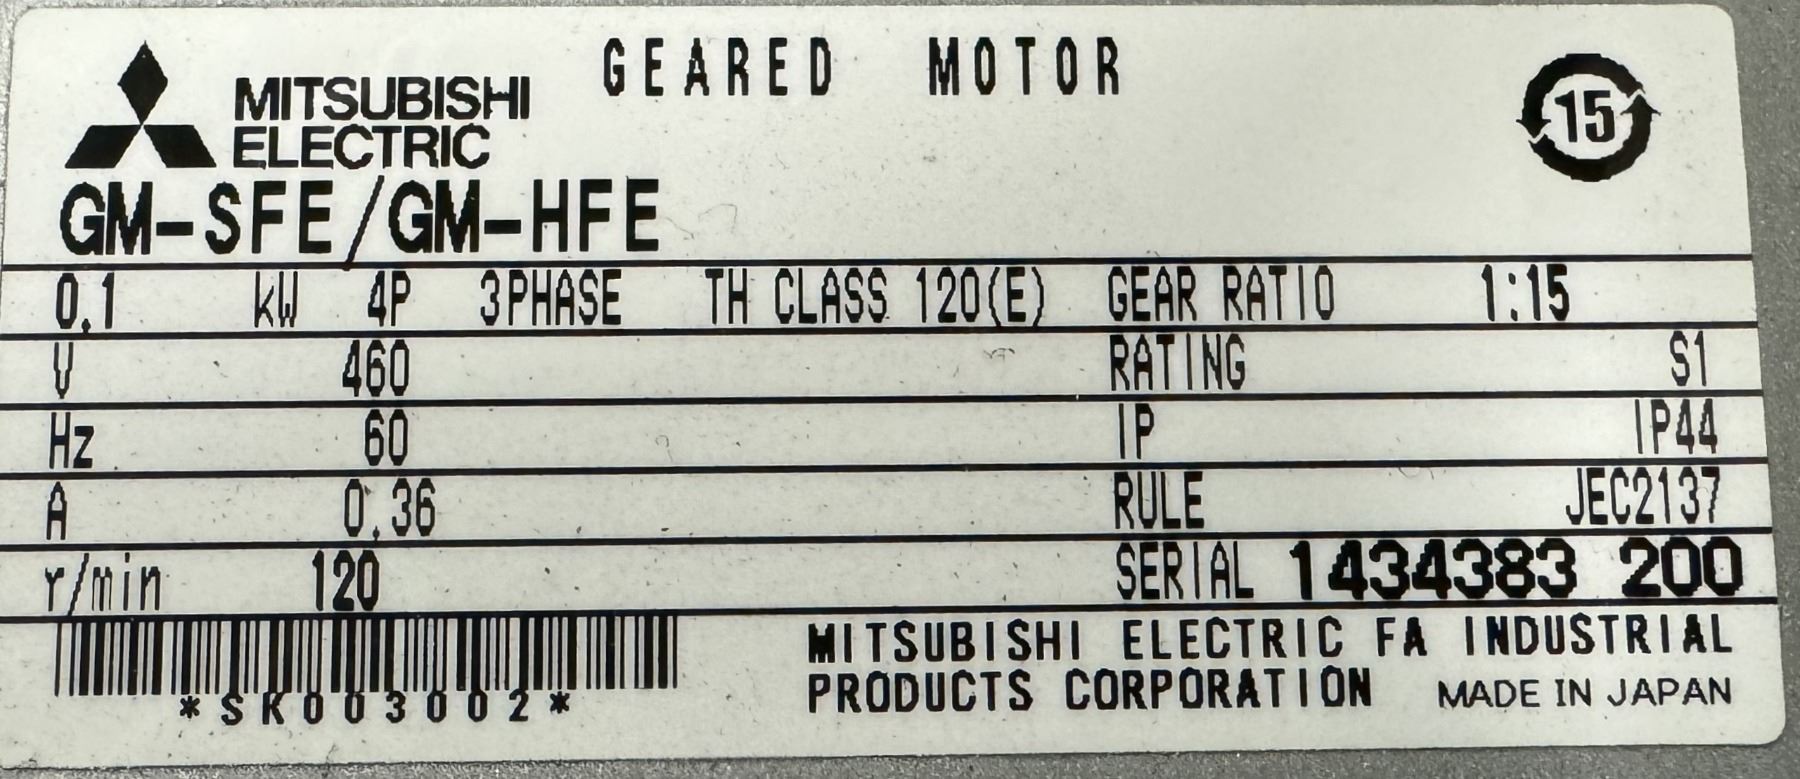 GEARED MOTOR
MITSUBISHI
ELECTRIC
15
GM-SFE/GM-HFE
0.1 kW 4P 3PHASE TH CLASS 120(E) GEAR RATIO 1:15
V 460 RATING S1
Hz 60 IP IP44
A 0.36 RULE JEC2137
r/min 120 SERIAL 1434383 200
*SK003002*
MITSUBISHI ELECTRIC FA INDUSTRIAL
PRODUCTS CORPORATION MADE IN JAPAN